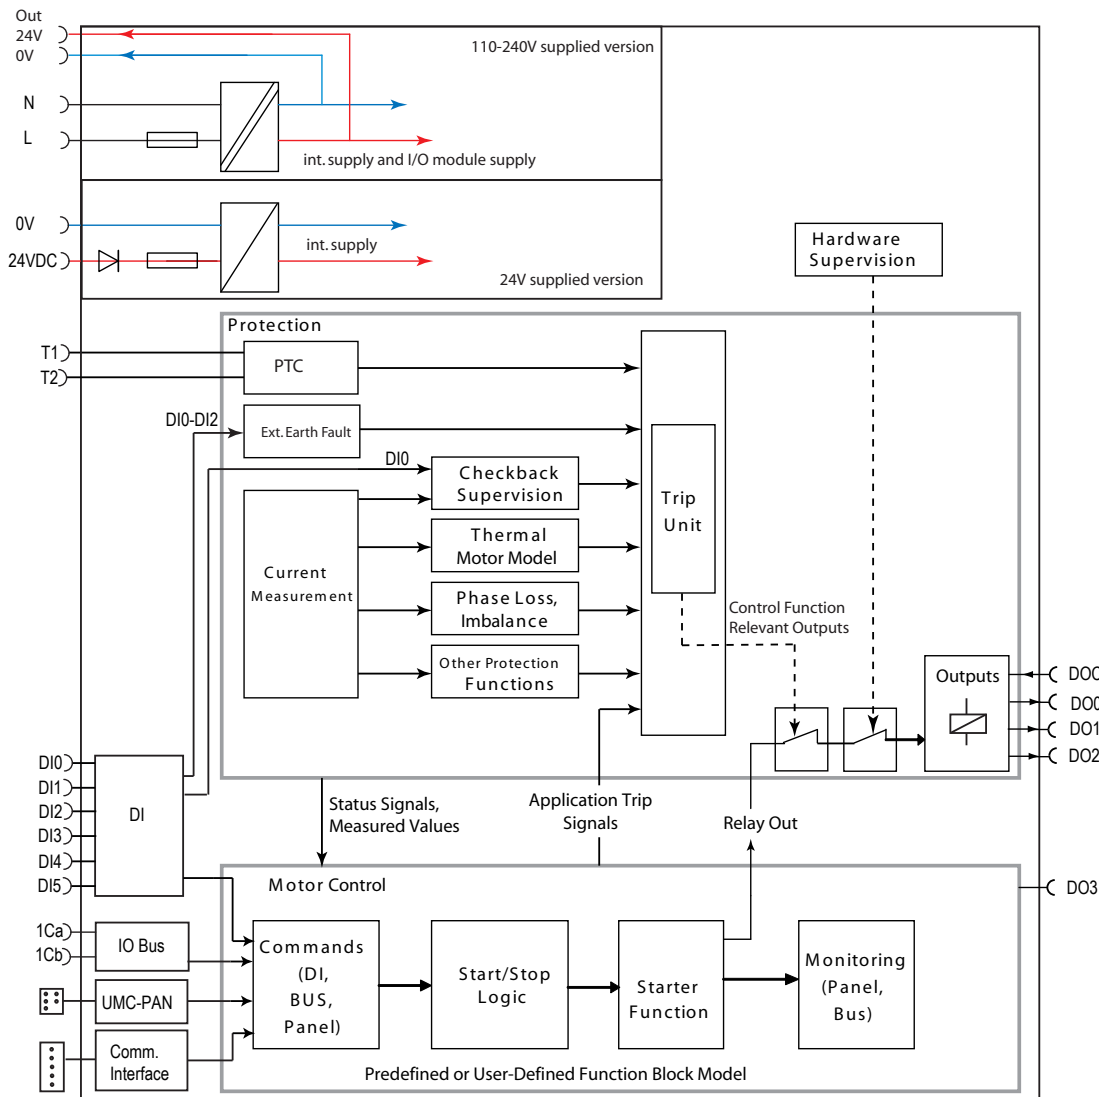 Out
24V
0V
110-240V supplied version
N
L
int. supply and I/O module supply
0V
24VDC
int. supply
24V supplied version
Hardware
Supervision
Protection
T1
T2
PTC
DI0-DI2
Ext. Earth Fault
DI0
Checkback
Supervision
Trip
Unit
Thermal
Motor Model
Current
Measurement
Phase Loss,
Imbalance
Control Function
Relevant Outputs
Other Protection
Functions
Outputs
DOC
DO0
DO1
DO2
DI0
DI1
DI2
DI3
DI4
DI5
DI
Status Signals,
Measured Values
Application Trip
Signals
Relay Out
Motor Control
DO3
1Ca
1Cb
IO Bus
UMC-PAN
Comm.
Interface
Commands
(DI,
BUS,
Panel)
Start/Stop
Logic
Starter
Function
Monitoring
(Panel,
Bus)
Predefined or User-Defined Function Block Model